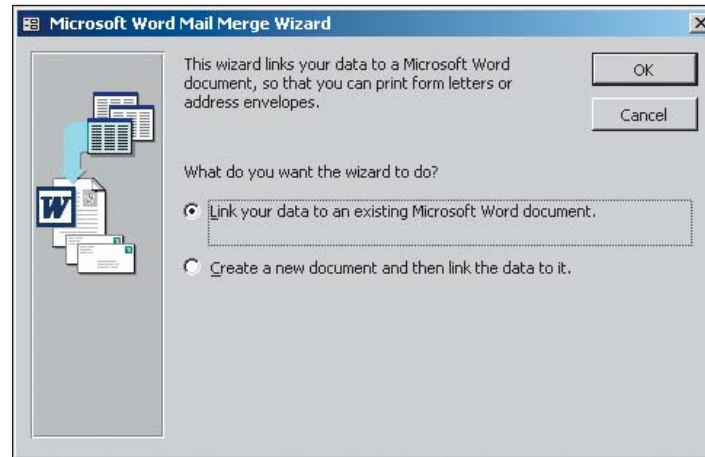 Microsoft Word Mail Merge Wizard
This wizard links your data to a Microsoft Word
document, so that you can print form letters or
address envelopes.
OK
Cancel
What do you want the wizard to do?
Link your data to an existing Microsoft Word document.
Create a new document and then link the data to it.
W